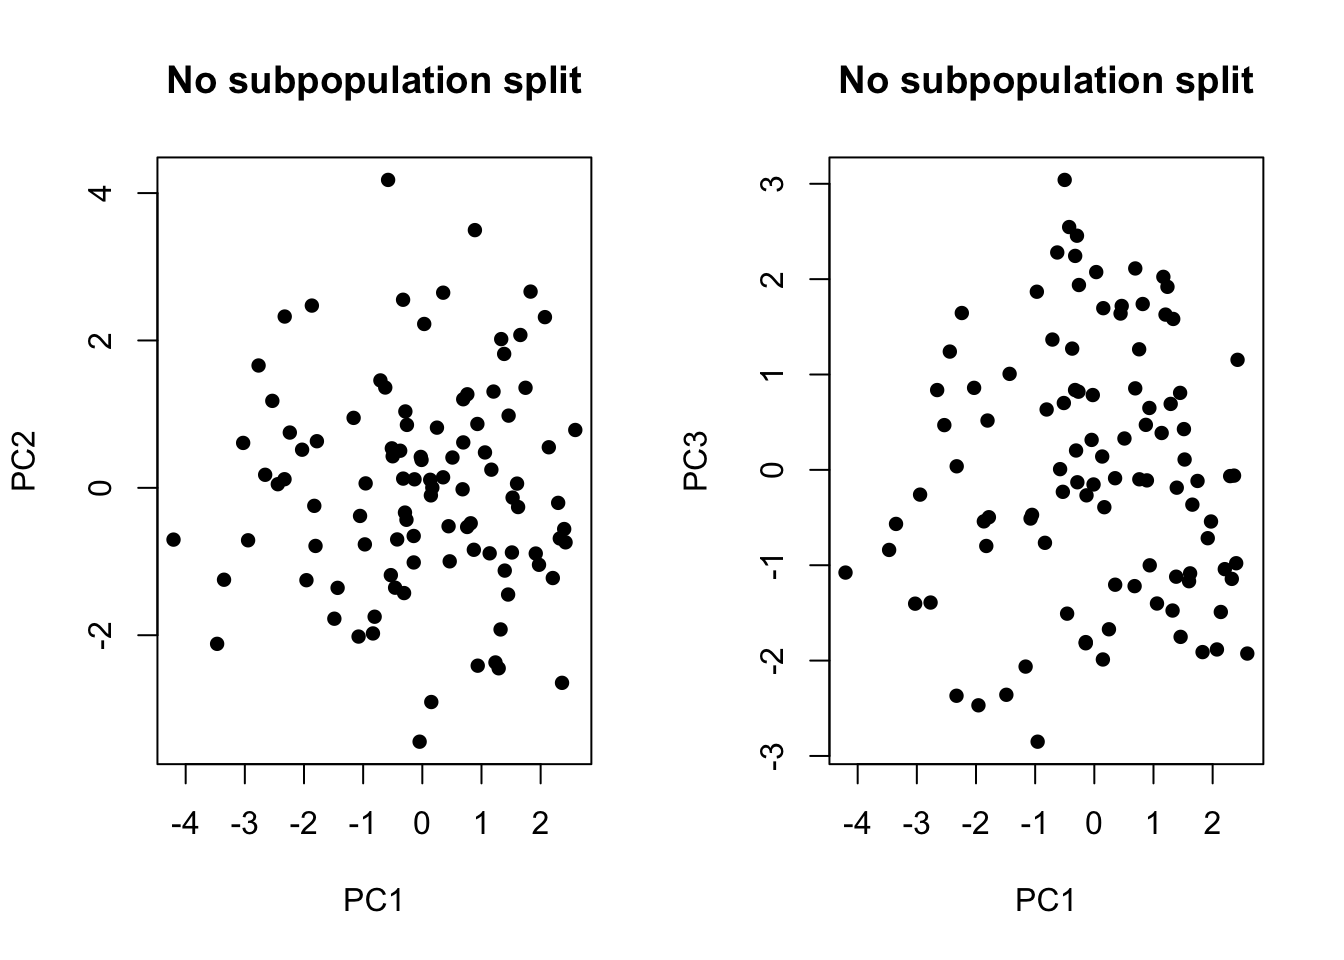 No subpopulation split
PC2
4
2
0
-2
-4 -3 -2 -1 0 1 2
PC1
No subpopulation split
PC3
3
2
1
0
-1
-2
-3
-4 -3 -2 -1 0 1 2
PC1